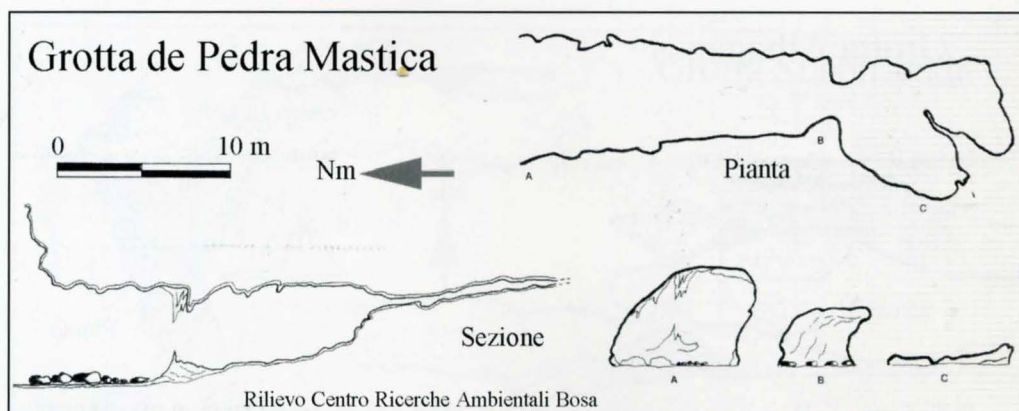 Grotta de Pedra Mastica
0 10 m
Nm
A
B
Pianta
C
Sezione
A
B
C
Rilievo Centro Ricerche Ambientali Bosa